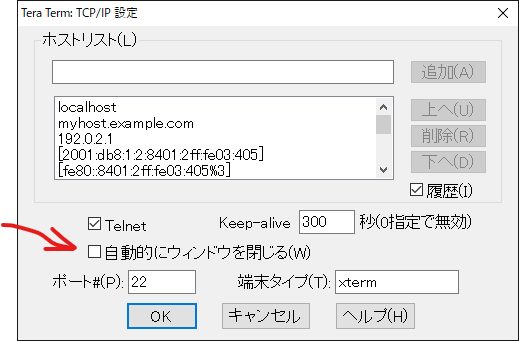 Tera Term: TCP/IP 設定
ホストリスト(L)
追加(A)
localhost
myhost.example.com
192.0.2.1
[2001:db8:1:2:8401:2ff:fe03:405]
[fe80::8401:2ff:fe03:405%3]
上へ(U)
削除(R)
下へ(D)
履歴(I)
Telnet Keep-alive 300 秒(0指定で無効)
自動的にウィンドウを閉じる(W)
ポート#(P): 22 端末タイプ(T): xterm
OK キャンセル ヘルプ(H)